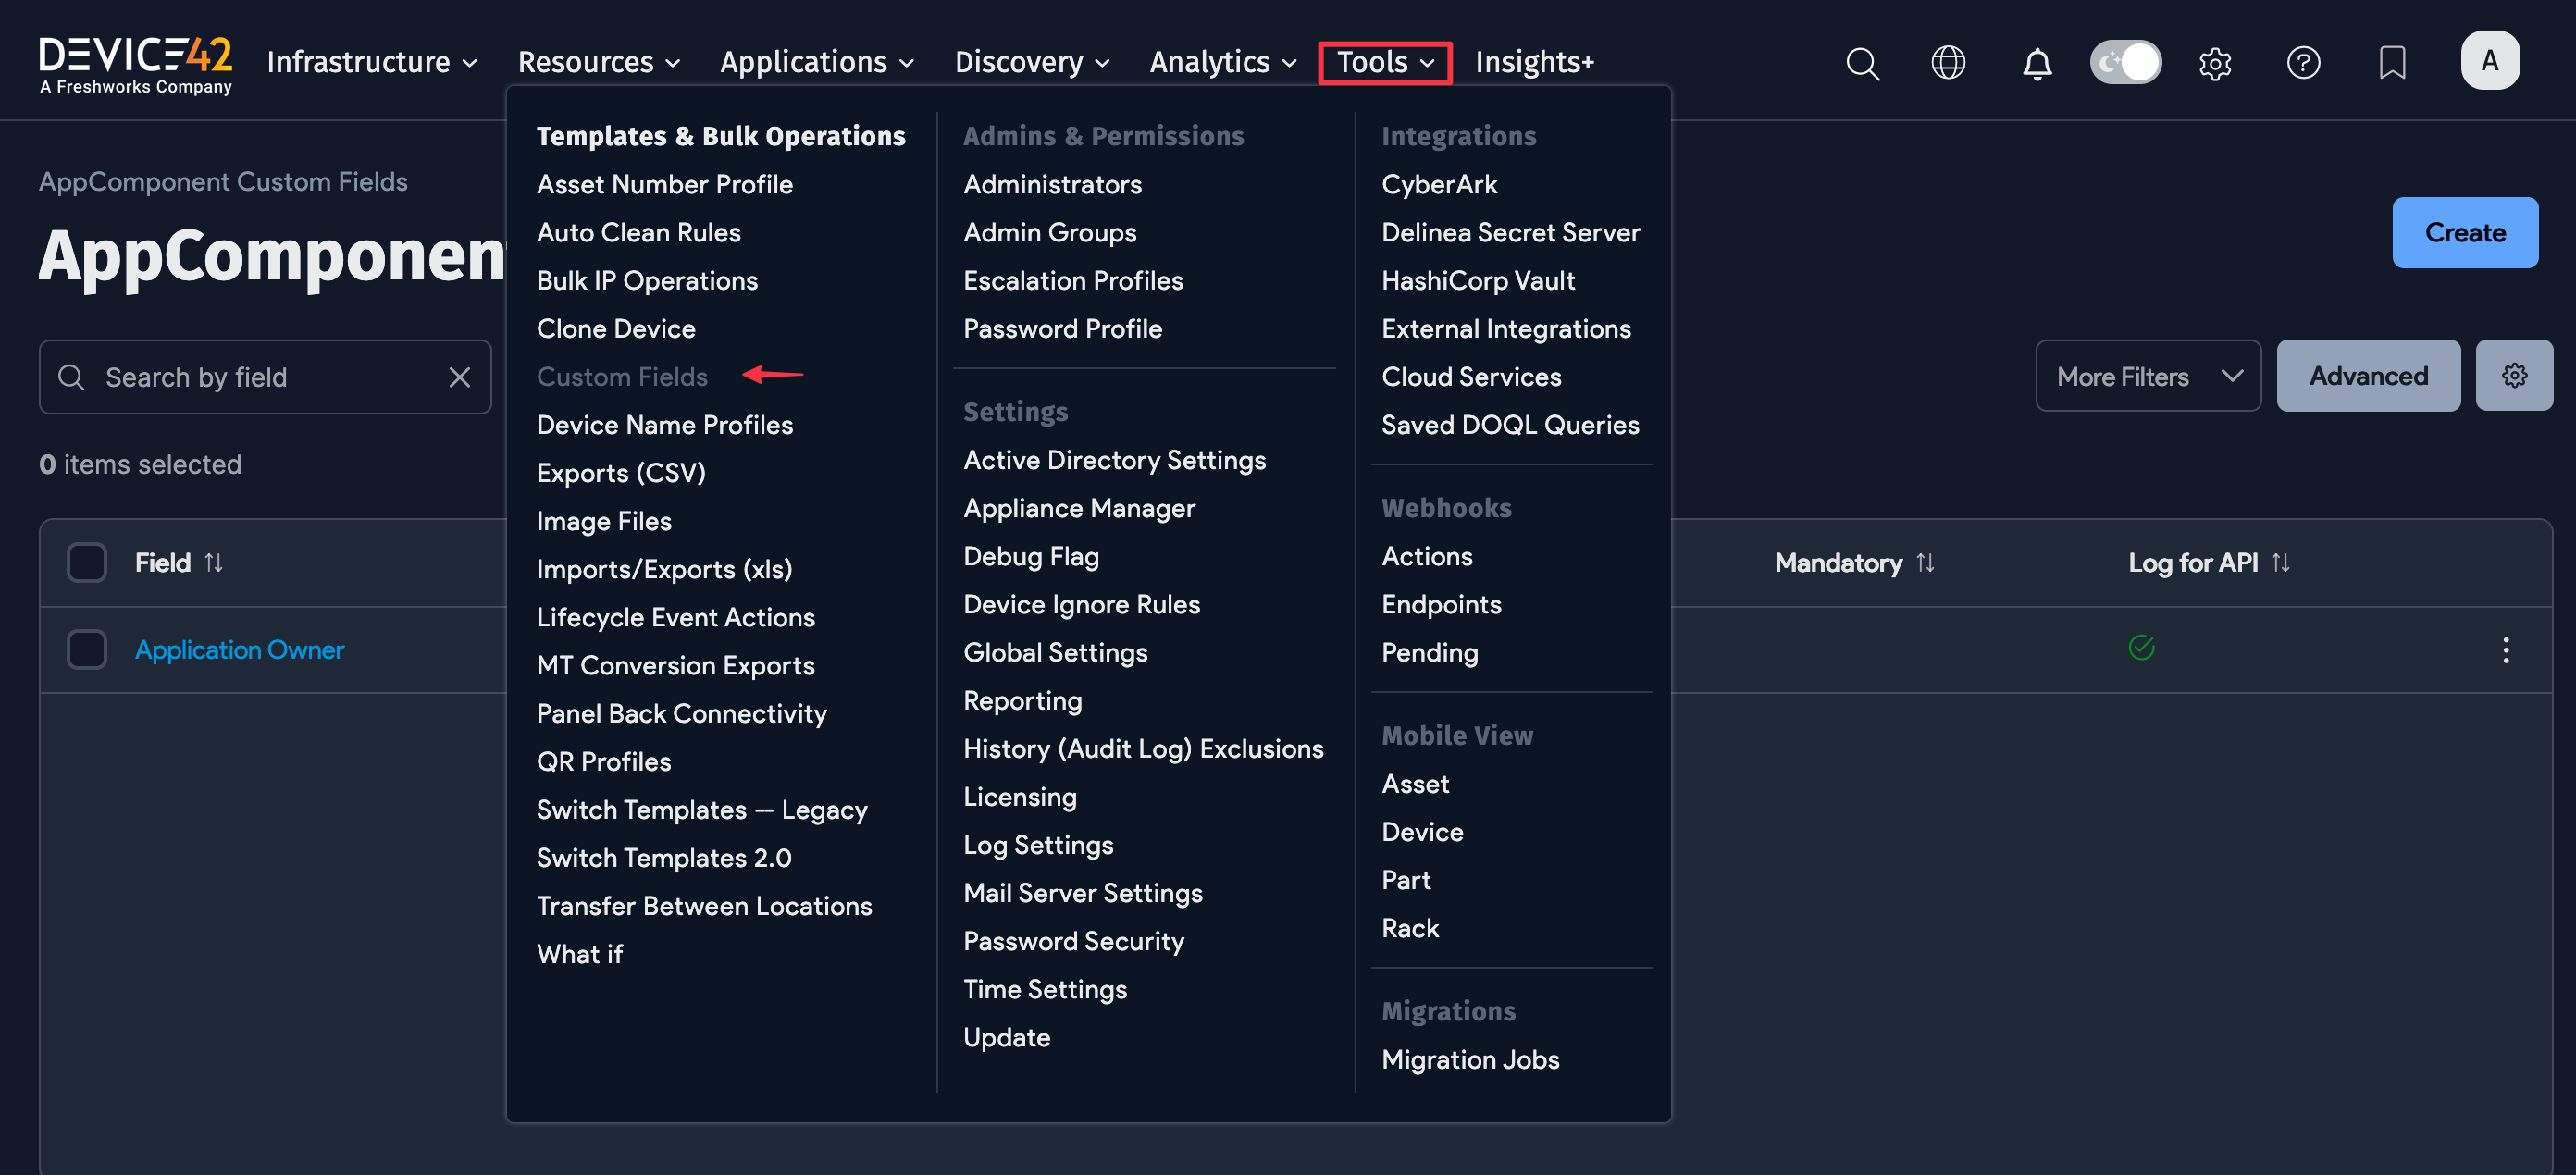 DEVICE42
A Freshworks Company
Infrastructure
Resources
Applications
Discovery
Analytics
Tools
Insights+
A
AppComponent Custom Fields
AppComponent
Create
Search by field
More Filters
Advanced
0 items selected
Field
Mandatory
Log for API
Application Owner
Templates & Bulk Operations
Asset Number Profile
Auto Clean Rules
Bulk IP Operations
Clone Device
Custom Fields
Device Name Profiles
Exports (CSV)
Image Files
Imports/Exports (xls)
Lifecycle Event Actions
MT Conversion Exports
Panel Back Connectivity
QR Profiles
Switch Templates — Legacy
Switch Templates 2.0
Transfer Between Locations
What if
Admins & Permissions
Administrators
Admin Groups
Escalation Profiles
Password Profile
Settings
Active Directory Settings
Appliance Manager
Debug Flag
Device Ignore Rules
Global Settings
Reporting
History (Audit Log) Exclusions
Licensing
Log Settings
Mail Server Settings
Password Security
Time Settings
Update
Integrations
CyberArk
Delinea Secret Server
HashiCorp Vault
External Integrations
Cloud Services
Saved DOQL Queries
Webhooks
Actions
Endpoints
Pending
Mobile View
Asset
Device
Part
Rack
Migrations
Migration Jobs